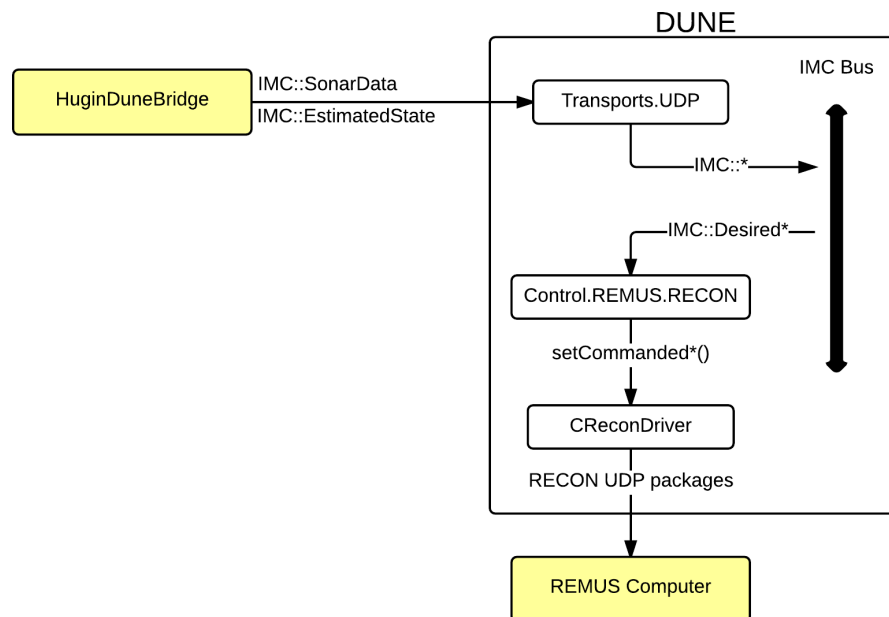 DUNE
IMC Bus
HuginDuneBridge
IMC::SonarData
IMC::EstimatedState
Transports.UDP
IMC::*
IMC::Desired*
Control.REMUS.RECON
setCommanded*()
CReconDriver
RECON UDP packages
REMUS Computer